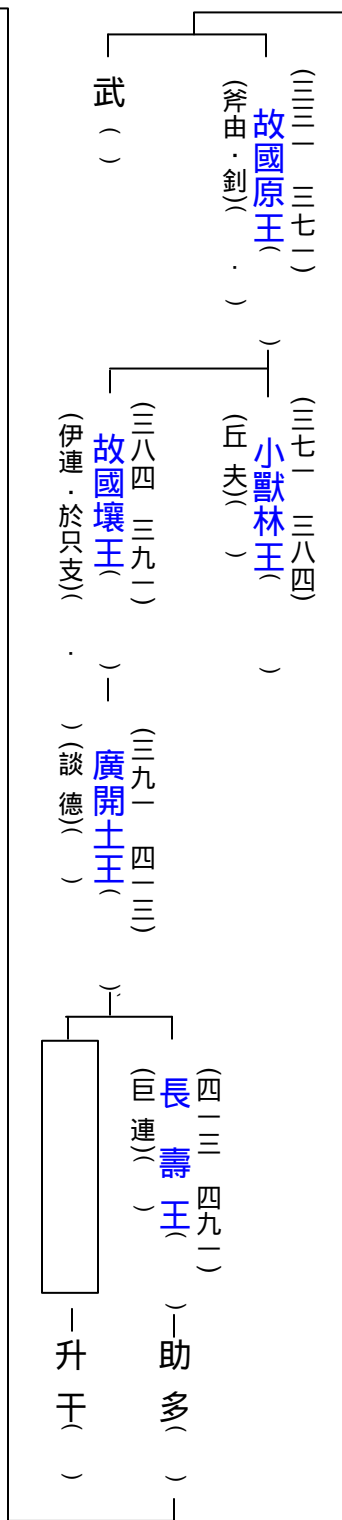 (三三一 三七一)
故國原王( )
(斧由．釗)( ． )
武 ( )
(三七一 三八四)
小獸林王( )
(丘 夫)( )
(三八四 三九一)
故國壤王( )
(伊連．於只支)( ． )
(三九一 四一三)
廣開土王( )
(談 德)( )
(四一三 四九一)
長 壽 王( )
(巨 連)( )
助 多( )
升 干( )